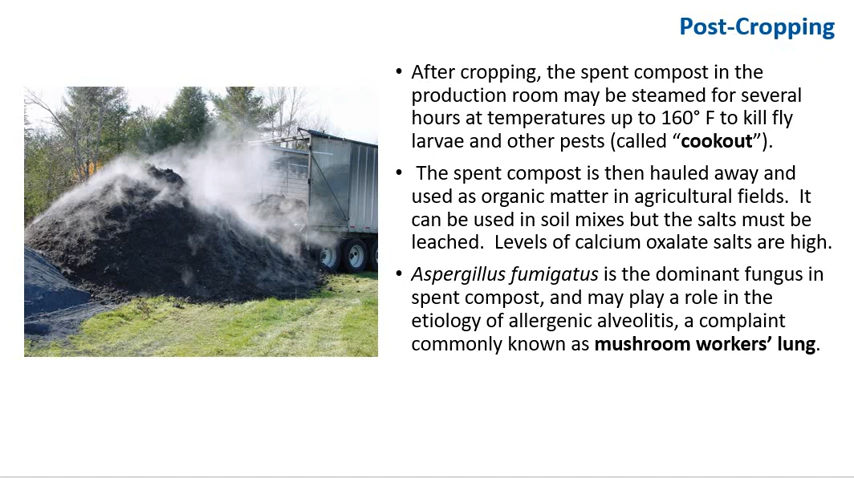 Post-Cropping
• After cropping, the spent compost in the
production room may be steamed for several
hours at temperatures up to 160° F to kill fly
larvae and other pests (called “cookout”).
• The spent compost is then hauled away and
used as organic matter in agricultural fields. It
can be used in soil mixes but the salts must be
leached. Levels of calcium oxalate salts are high.
• Aspergillus fumigatus is the dominant fungus in
spent compost, and may play a role in the
etiology of allergenic alveolitis, a complaint
commonly known as mushroom workers’ lung.